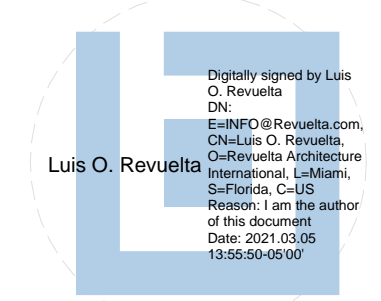 Luis O. Revuelta
Digitally signed by Luis
O. Revuelta
DN:
E=INFO@Revuelta.com,
CN=Luis O. Revuelta,
O=Revuelta Architecture
International, L=Miami,
S=Florida, C=US
Reason: I am the author
of this document
Date: 2021.03.05
13:55:50-05'00'